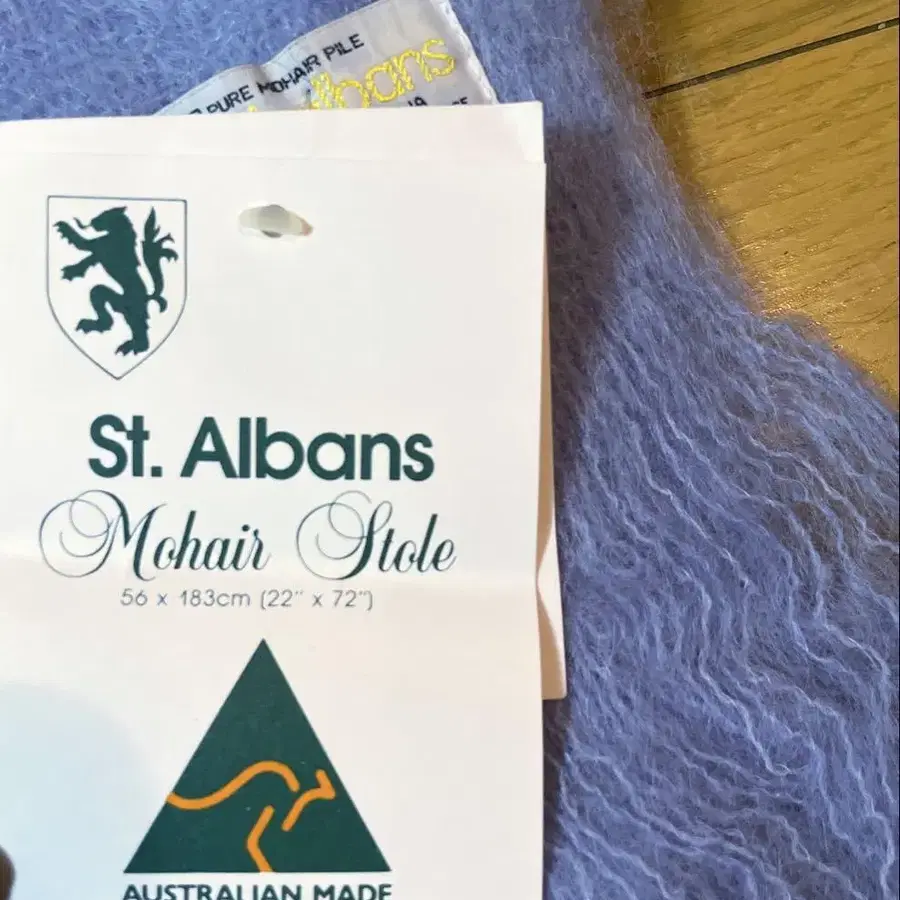 PURE MOHAIR PILE
St. Albans
Mohair Stole
56 x 183cm (22" x 72")
AUSTRALIAN MADE